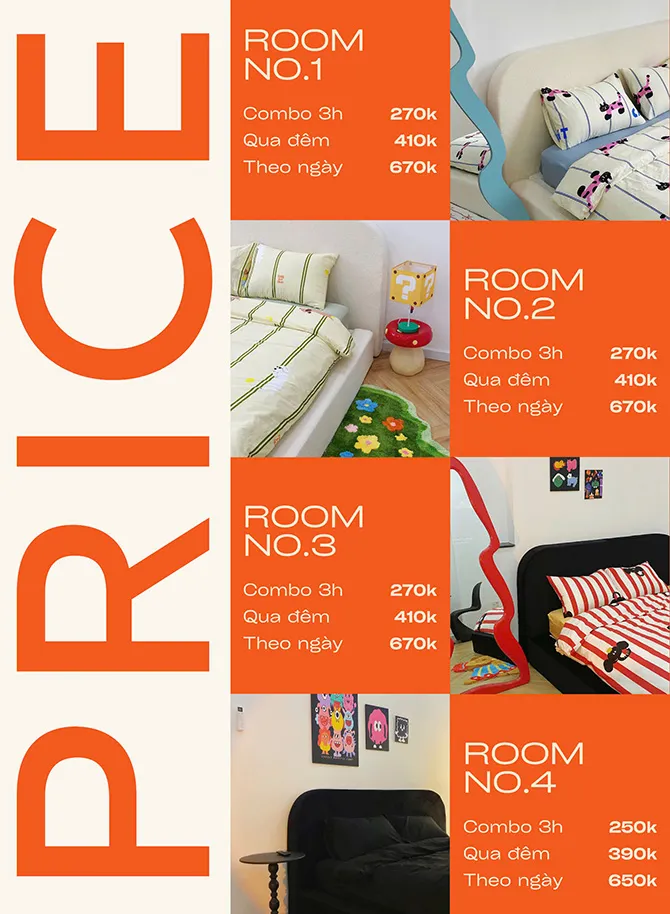 PRICE
ROOM
NO.1
Combo 3h 270k
Qua đêm 410k
Theo ngày 670k
ROOM
NO.2
Combo 3h 270k
Qua đêm 410k
Theo ngày 670k
ROOM
NO.3
Combo 3h 270k
Qua đêm 410k
Theo ngày 670k
ROOM
NO.4
Combo 3h 250k
Qua đêm 390k
Theo ngày 650k